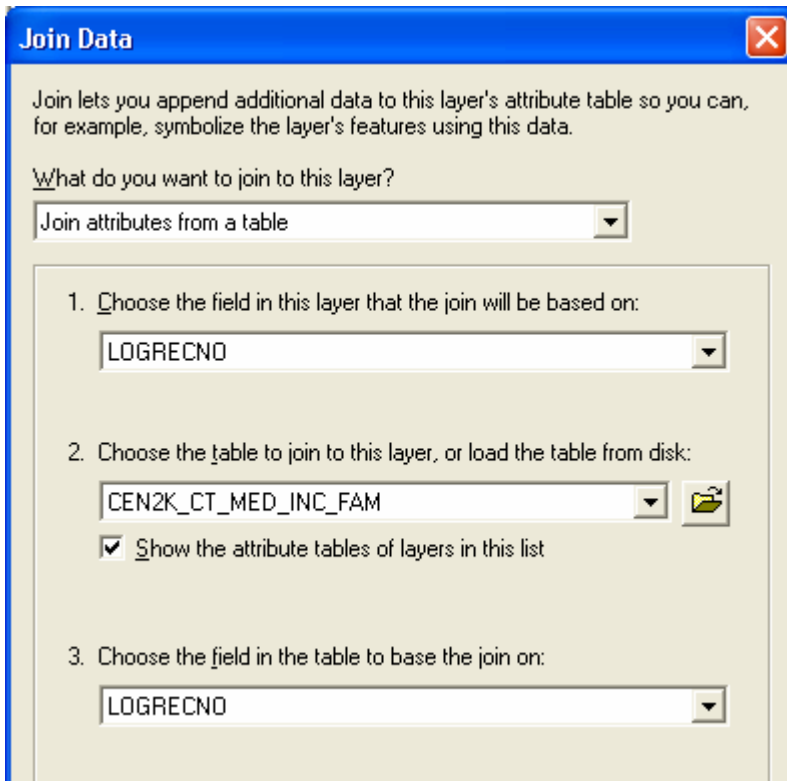 Join Data
Join lets you append additional data to this layer's attribute table so you can,
for example, symbolize the layer's features using this data.
What do you want to join to this layer?
Join attributes from a table
1. Choose the field in this layer that the join will be based on:
LOGRECNO
2. Choose the table to join to this layer, or load the table from disk:
CEN2K_CT_MED_INC_FAM
Show the attribute tables of layers in this list
3. Choose the field in the table to base the join on:
LOGRECNO